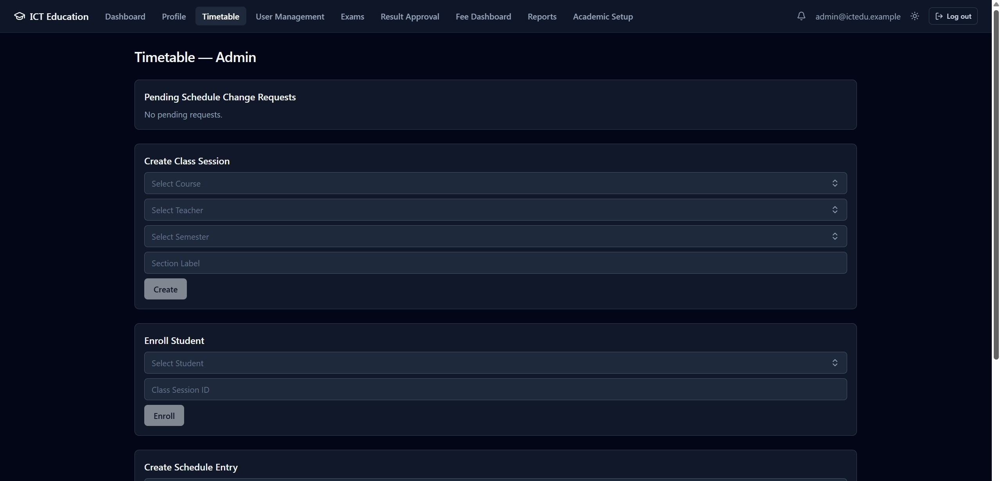 ICT Education Dashboard Profile Timetable User Management Exams Result Approval Fee Dashboard Reports Academic Setup admin@ictedu.example Log out
Timetable — Admin
Pending Schedule Change Requests
No pending requests.
Create Class Session
Select Course
Select Teacher
Select Semester
Section Label
Create
Enroll Student
Select Student
Class Session ID
Enroll
Create Schedule Entry